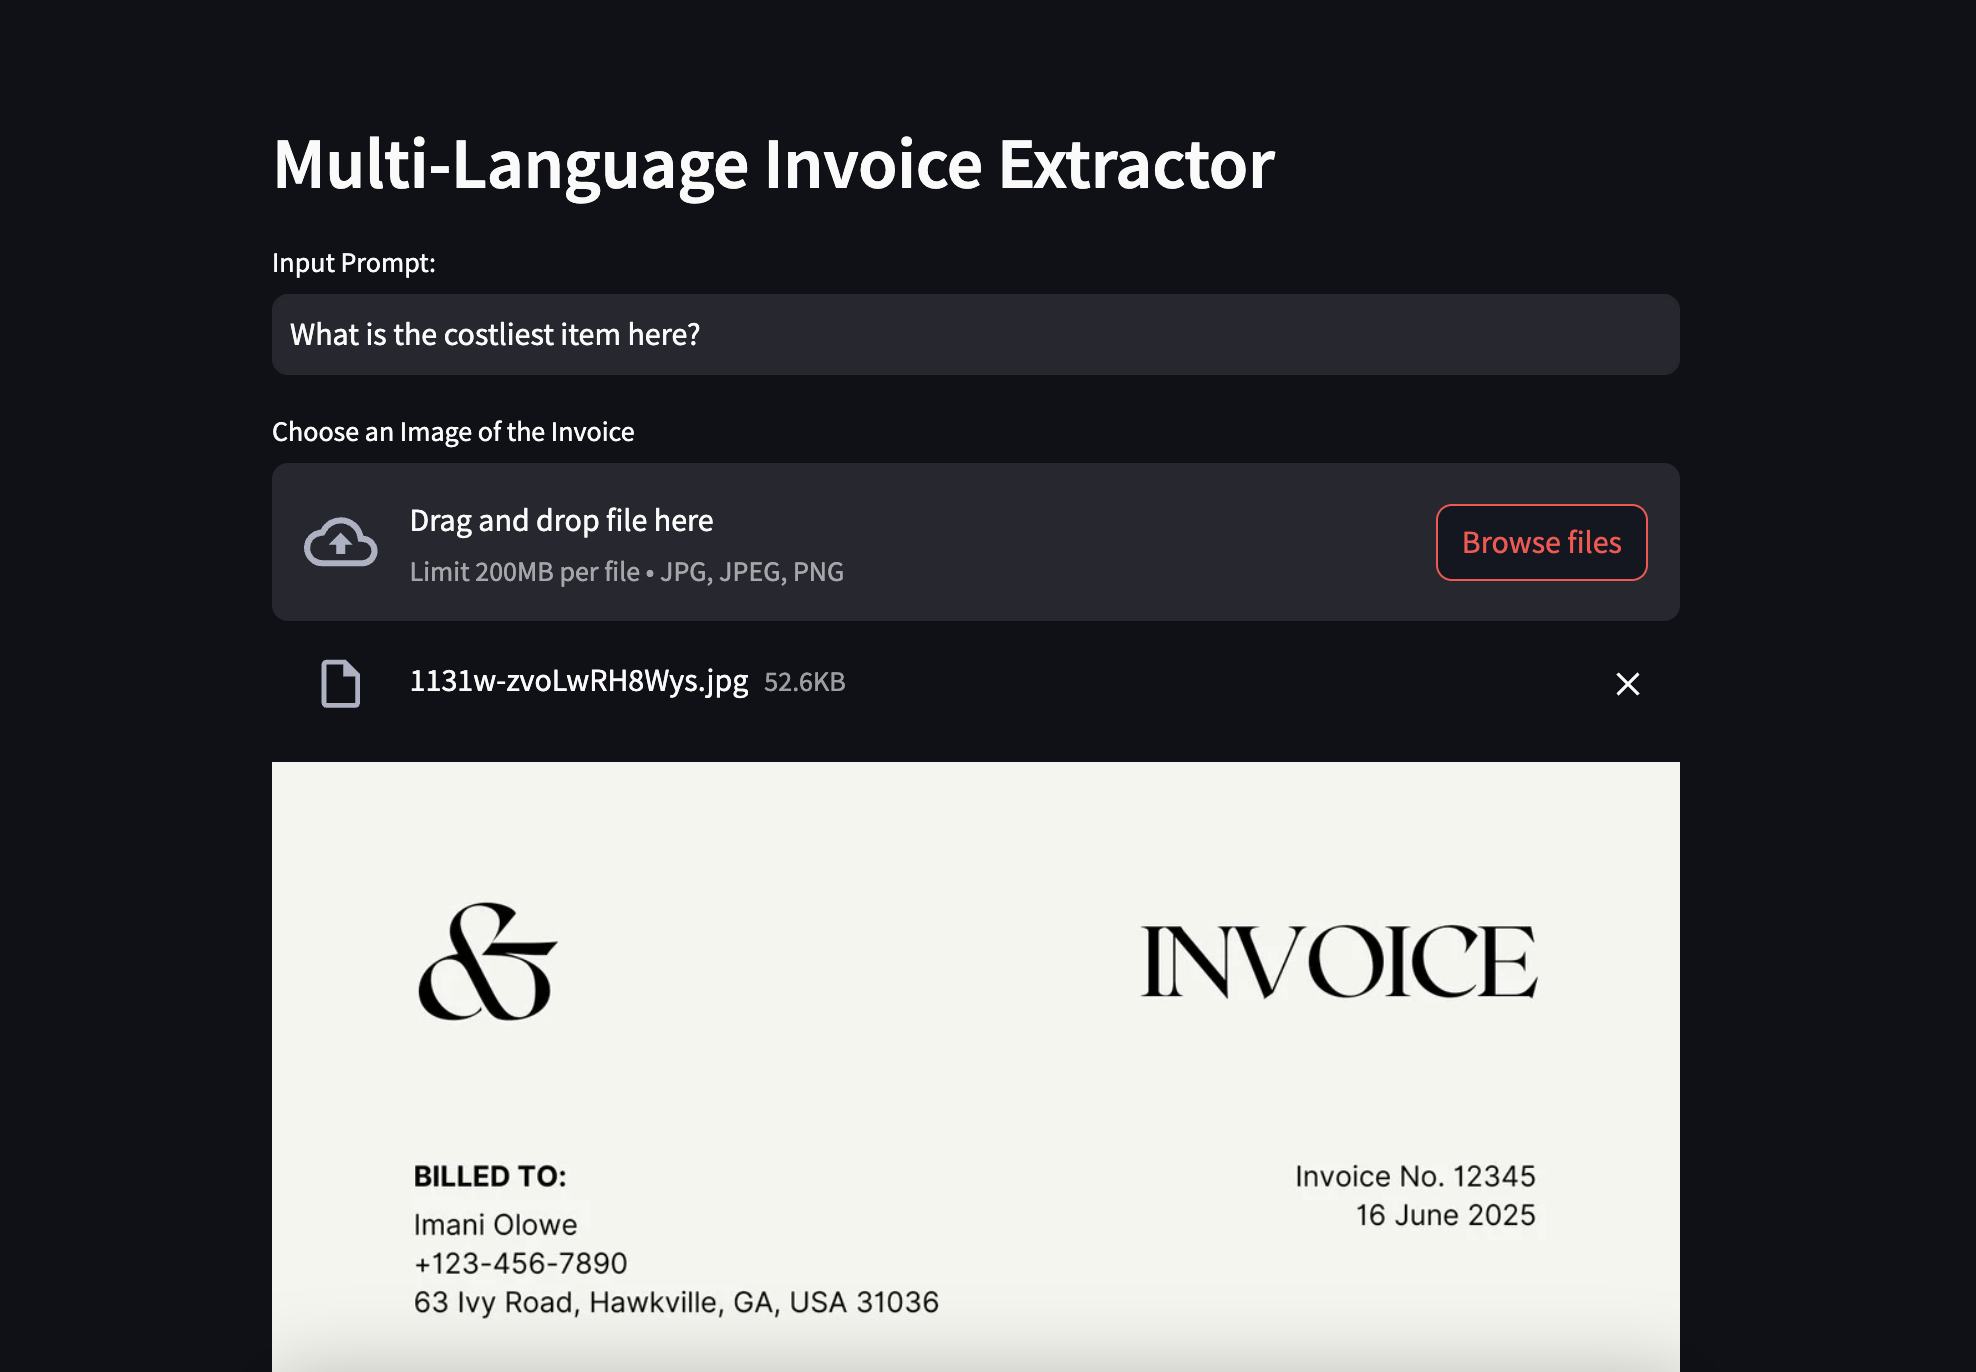 Multi-Language Invoice Extractor
Input Prompt:
What is the costliest item here?
Choose an Image of the Invoice
Drag and drop file here
Limit 200MB per file • JPG, JPEG, PNG
Browse files
1131w-zvoLwRH8Wys.jpg 52.6KB
&
INVOICE
BILLED TO:
Imani Olowe
+123-456-7890
63 Ivy Road, Hawkville, GA, USA 31036
Invoice No. 12345
16 June 2025